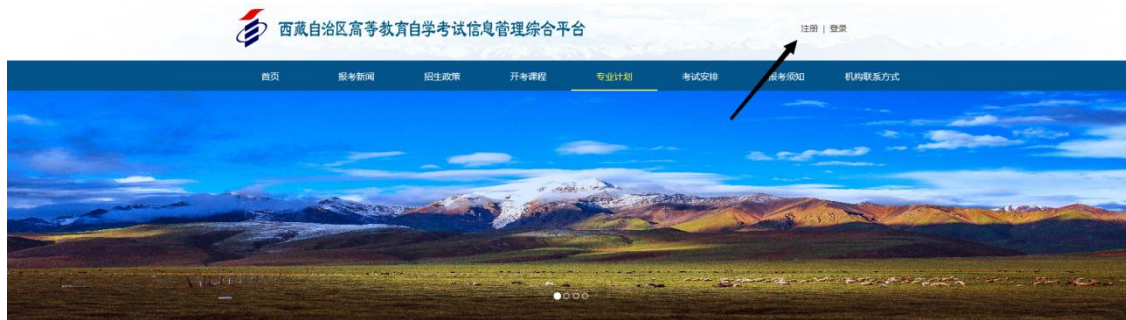 西藏自治区高等教育自学考试信息管理综合平台
注册 | 登录
首页 报考新闻 招生政策 开考课程 专业计划 考试安排 报考须知 机构联系方式